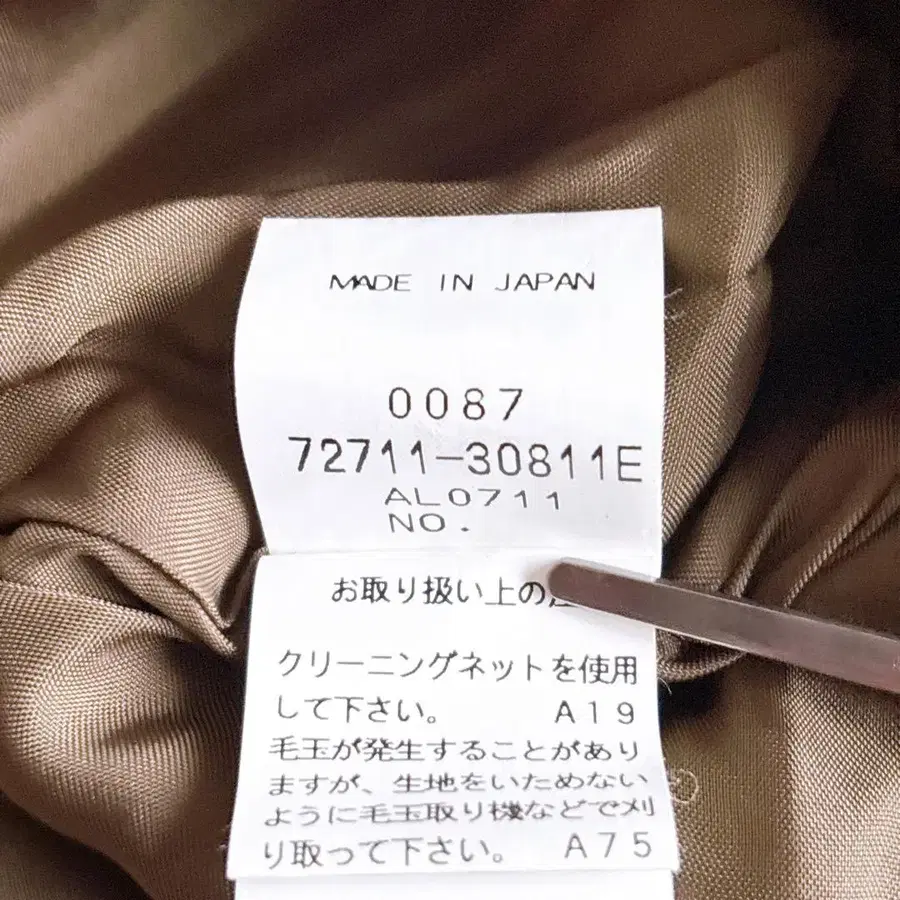 MADE IN JAPAN
0087
72711-30811E
AL0711
NO.
お取り扱い上の
クリーニングネットを使用
して下さい。 A19
毛玉が発生することがあり
ますが、生地をいためない
ように毛玉取り機などで刈
り取って下さい。 A75